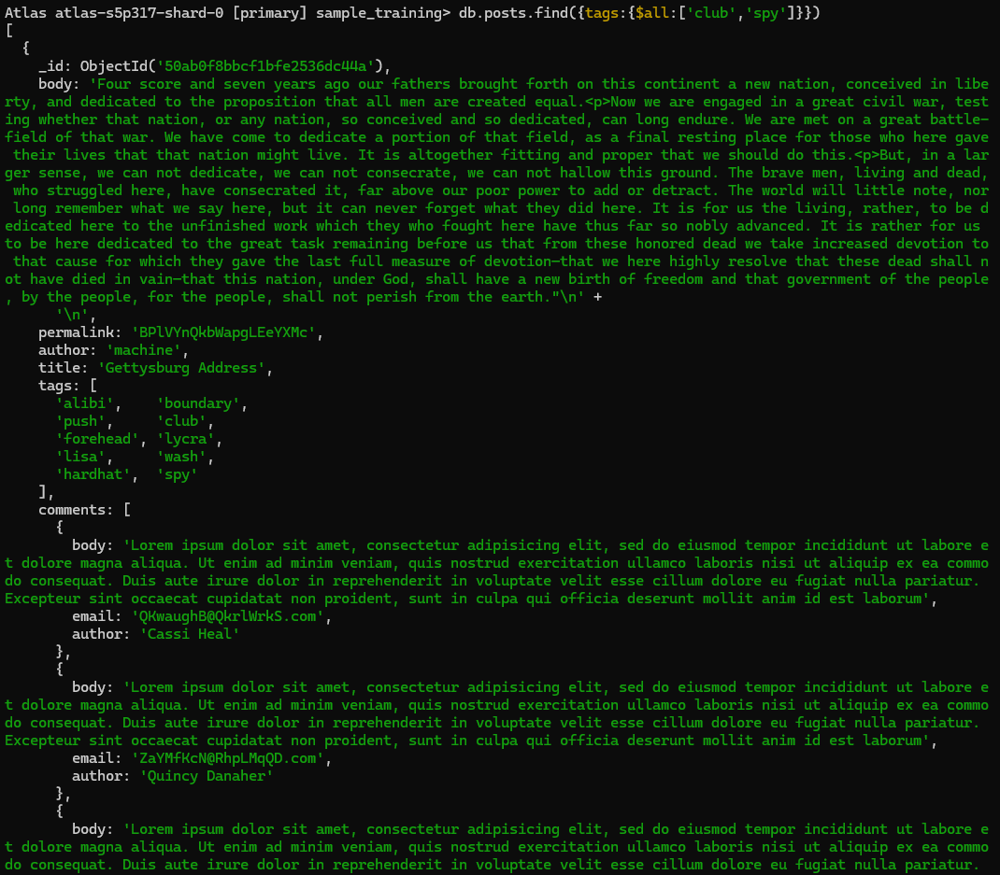 Atlas atlas-s5p317-shard-0 [primary] sample_training> db.posts.find({tags:{$all:['club','spy']}})
[
  {
    _id: ObjectId('50ab0f8bbcf1bfe2536dc44a'),
    body: 'Four score and seven years ago our fathers brought forth on this continent a new nation, conceived in libe
rty, and dedicated to the proposition that all men are created equal.<p>Now we are engaged in a great civil war, test
ing whether that nation, or any nation, so conceived and so dedicated, can long endure. We are met on a great battle-
field of that war. We have come to dedicate a portion of that field, as a final resting place for those who here gave
 their lives that that nation might live. It is altogether fitting and proper that we should do this.<p>But, in a lar
ger sense, we can not dedicate, we can not consecrate, we can not hallow this ground. The brave men, living and dead,
 who struggled here, have consecrated it, far above our poor power to add or detract. The world will little note, nor
 long remember what we say here, but it can never forget what they did here. It is for us the living, rather, to be d
edicated here to the unfinished work which they who fought here have thus far so nobly advanced. It is rather for us
to be here dedicated to the great task remaining before us that from these honored dead we take increased devotion to
 that cause for which they gave the last full measure of devotion—that we here highly resolve that these dead shall n
ot have died in vain—that this nation, under God, shall have a new birth of freedom and that government of the people
, by the people, for the people, shall not perish from the earth."\n' +
      '\n',
    permalink: 'BPlVYnQkbWapgLEeYXMc',
    author: 'machine',
    title: 'Gettysburg Address',
    tags: [
      'alibi',    'boundary',
      'push',     'club',
      'forehead', 'lycra',
      'lisa',     'wash',
      'hardhat',  'spy'
    ],
    comments: [
      {
        body: 'Lorem ipsum dolor sit amet, consectetur adipisicing elit, sed do eiusmod tempor incididunt ut labore e
t dolore magna aliqua. Ut enim ad minim veniam, quis nostrud exercitation ullamco laboris nisi ut aliquip ex ea commo
do consequat. Duis aute irure dolor in reprehenderit in voluptate velit esse cillum dolore eu fugiat nulla pariatur.
Excepteur sint occaecat cupidatat non proident, sunt in culpa qui officia deserunt mollit anim id est laborum',
        email: 'QKwaughB@QkrlWrkS.com',
        author: 'Cassi Heal'
      },
      {
        body: 'Lorem ipsum dolor sit amet, consectetur adipisicing elit, sed do eiusmod tempor incididunt ut labore e
t dolore magna aliqua. Ut enim ad minim veniam, quis nostrud exercitation ullamco laboris nisi ut aliquip ex ea commo
do consequat. Duis aute irure dolor in reprehenderit in voluptate velit esse cillum dolore eu fugiat nulla pariatur.
Excepteur sint occaecat cupidatat non proident, sunt in culpa qui officia deserunt mollit anim id est laborum',
        email: 'ZaYMfKcN@RhpLMqQD.com',
        author: 'Quincy Danaher'
      },
      {
        body: 'Lorem ipsum dolor sit amet, consectetur adipisicing elit, sed do eiusmod tempor incididunt ut labore e
t dolore magna aliqua. Ut enim ad minim veniam, quis nostrud exercitation ullamco laboris nisi ut aliquip ex ea commo
do consequat. Duis aute irure dolor in reprehenderit in voluptate velit esse cillum dolore eu fugiat nulla pariatur.